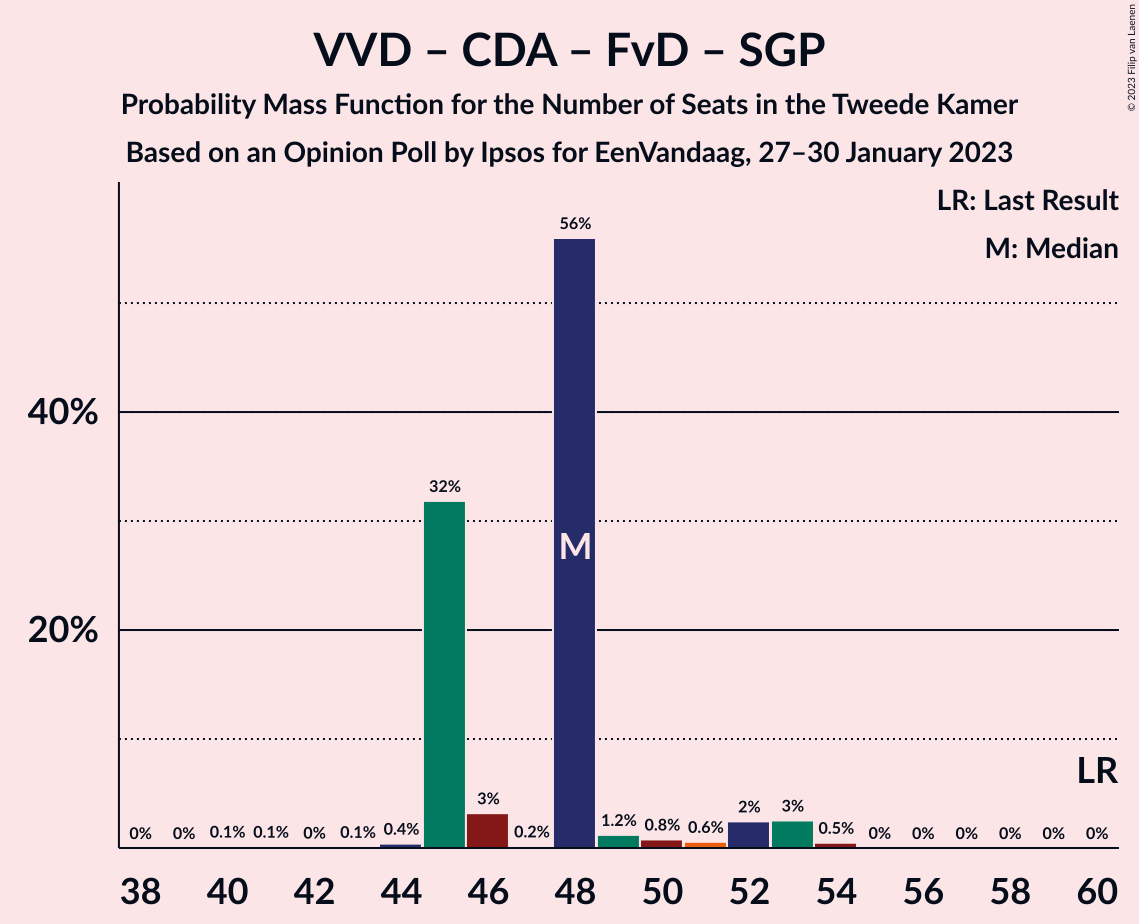 VVD – CDA – FvD – SGP
Probability Mass Function for the Number of Seats in the Tweede Kamer
Based on an Opinion Poll by Ipsos for EenVandaag, 27–30 January 2023
© 2023 Filip van Laenen
LR: Last Result
M: Median
56%
40%
32%
M
20%
LR
0% 0% 0.1% 0.1% 0% 0.1% 0.4% 3% 0.2% 1.2% 0.8% 0.6% 2% 3% 0.5% 0% 0% 0% 0% 0% 0%
38 40 42 44 46 48 50 52 54 56 58 60